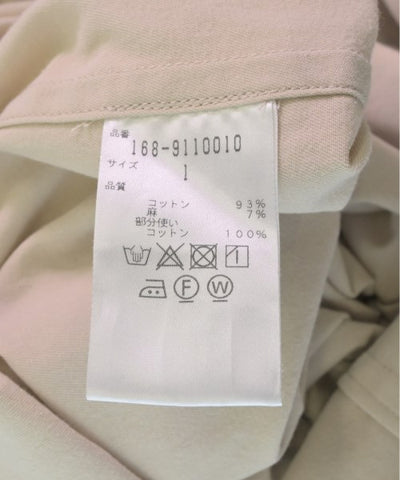 品番
168-9110010
サイズ
1
品質
コットン 93%
麻 7%
部分使い
コットン 100%
F W